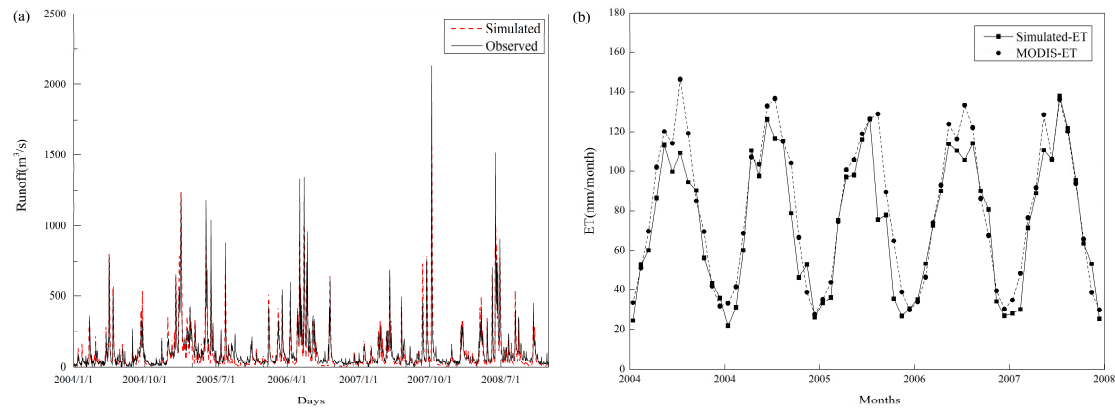 (a)
2500
2000
1500
1000
500
0
Runoff(m³/s)
Simulated
Observed
2004/1/1 2004/10/1 2005/7/1 2006/4/1 2007/1/1 2007/10/1 2008/7/1
Days
(b)
180
160
140
120
100
80
60
40
20
0
ET(mm/month)
Simulated-ET
MODIS-ET
2004 2004 2005 2006 2007 2008
Months